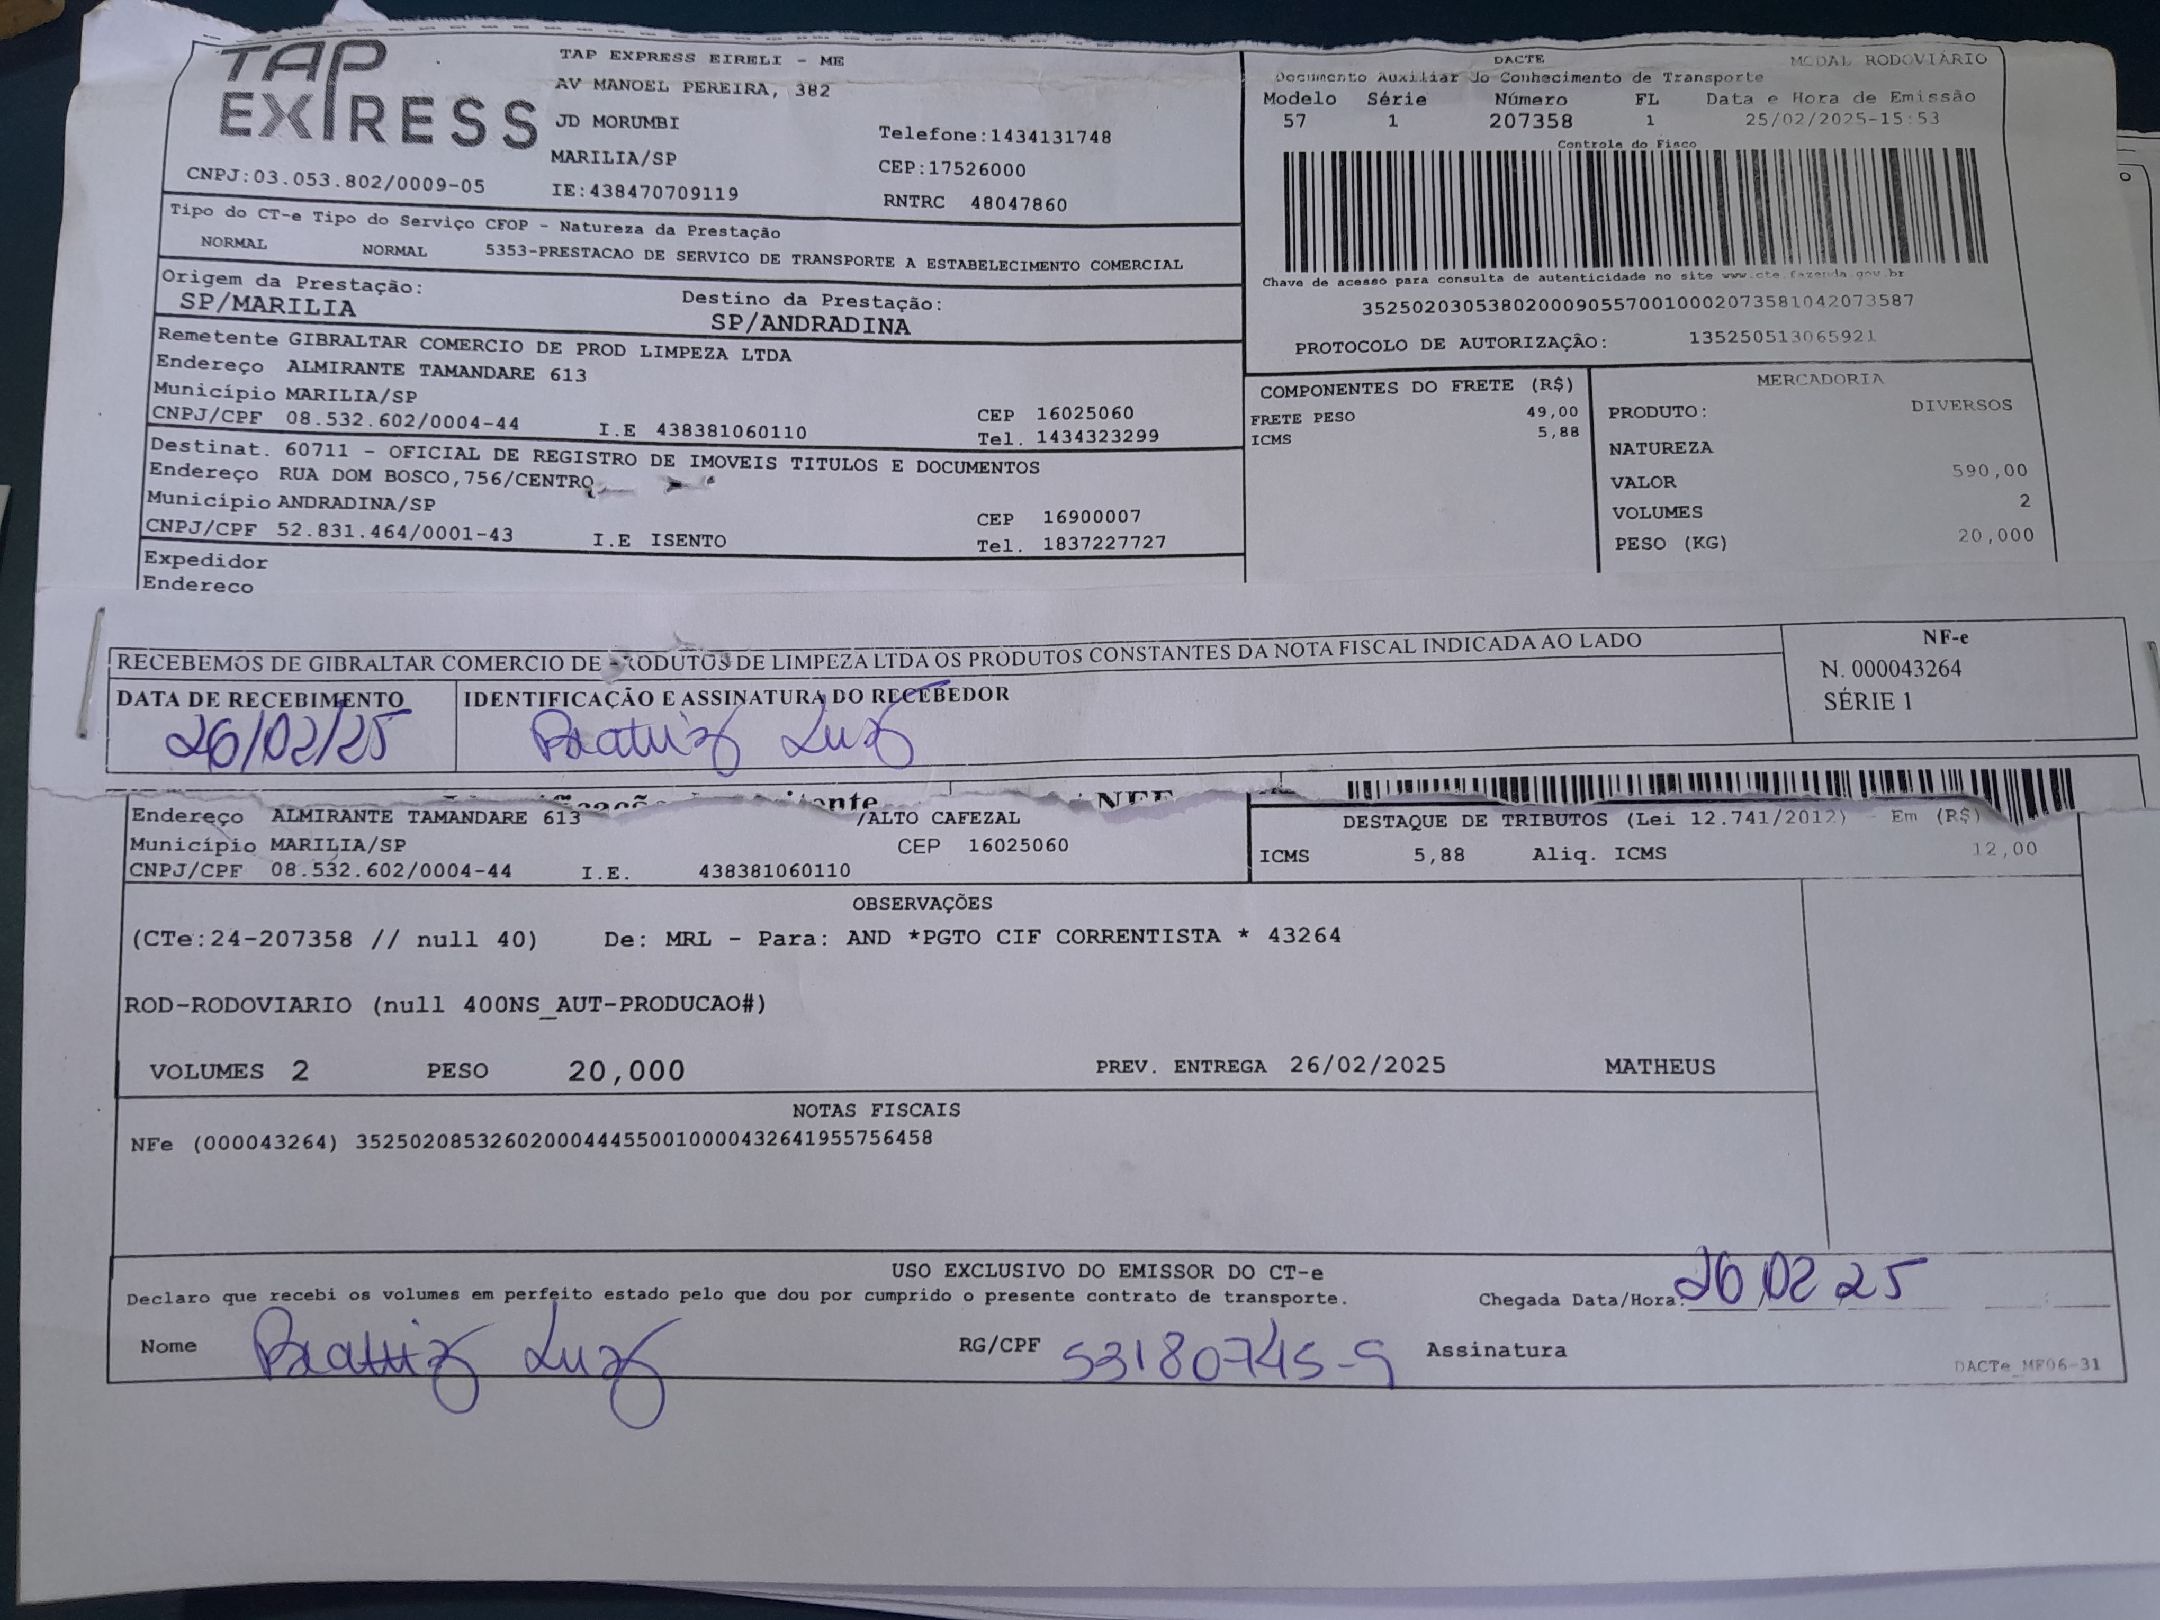 TAP
EXPRESS
TAP EXPRESS EIRELI - ME
AV MANOEL PEREIRA, 382
JD MORUMBI
MARILIA/SP
Telefone:1434131748
CEP:17526000
CNPJ:03.053.802/0009-05
IE:438470709119
RNTRC 48047860
DACTE
MODAL RODOVIÁRIO
Documento Auxiliar do Conhecimento de Transporte
Modelo Série Número FL Data e Hora de Emissão
57 1 207358 1 25/02/2025-15:53
Controle do Fisco
Chave de acesso para consulta de autenticidade no site www.cte.fazenda.gov.br
35250203053802000905570010002073581042073587
PROTOCOLO DE AUTORIZAÇÃO: 135250513065921
Tipo do CT-e Tipo do Serviço CFOP - Natureza da Prestação
NORMAL NORMAL 5353-PRESTACAO DE SERVICO DE TRANSPORTE A ESTABELECIMENTO COMERCIAL
Origem da Prestação: Destino da Prestação:
SP/MARILIA SP/ANDRADINA
Remetente GIBRALTAR COMERCIO DE PROD LIMPEZA LTDA
Endereço ALMIRANTE TAMANDARE 613
Município MARILIA/SP CEP 16025060
CNPJ/CPF 08.532.602/0004-44 I.E 438381060110 Tel. 1434323299
Destinat. 60711 - OFICIAL DE REGISTRO DE IMOVEIS TITULOS E DOCUMENTOS
Endereço RUA DOM BOSCO,756/CENTRO
Município ANDRADINA/SP CEP 16900007
CNPJ/CPF 52.831.464/0001-43 I.E ISENTO Tel. 1837227727
Expedidor
Endereco
COMPONENTES DO FRETE (R$)
FRETE PESO 49,00
ICMS 5,88
MERCADORIA
PRODUTO: DIVERSOS
NATUREZA
VALOR 590,00
VOLUMES 2
PESO (KG) 20,000
RECEBEMOS DE GIBRALTAR COMERCIO DE PRODUTOS DE LIMPEZA LTDA OS PRODUTOS CONSTANTES DA NOTA FISCAL INDICADA AO LADO
NF-e
N. 000043264
SÉRIE 1
DATA DE RECEBIMENTO IDENTIFICAÇÃO E ASSINATURA DO RECEBEDOR
26/02/25 Beatriz Luz
Endereço ALMIRANTE TAMANDARE 613 /ALTO CAFEZAL
Município MARILIA/SP CEP 16025060
CNPJ/CPF 08.532.602/0004-44 I.E. 438381060110
DESTAQUE DE TRIBUTOS (Lei 12.741/2012) - Em (R$)
ICMS 5,88 Aliq. ICMS 12,00
OBSERVAÇÕES
(CTe:24-207358 // null 40) De: MRL - Para: AND *PGTO CIF CORRENTISTA * 43264
ROD-RODOVIARIO (null 400NS_AUT-PRODUCAO#)
VOLUMES 2 PESO 20,000 PREV. ENTREGA 26/02/2025 MATHEUS
NOTAS FISCAIS
NFe (000043264) 35250208532602000444550010000432641955756458
USO EXCLUSIVO DO EMISSOR DO CT-e
Declaro que recebi os volumes em perfeito estado pelo que dou por cumprido o presente contrato de transporte.
Chegada Data/Hora: 26 02 25
Nome Beatriz Luz RG/CPF 53180745-9 Assinatura
DACTe_MF06-31